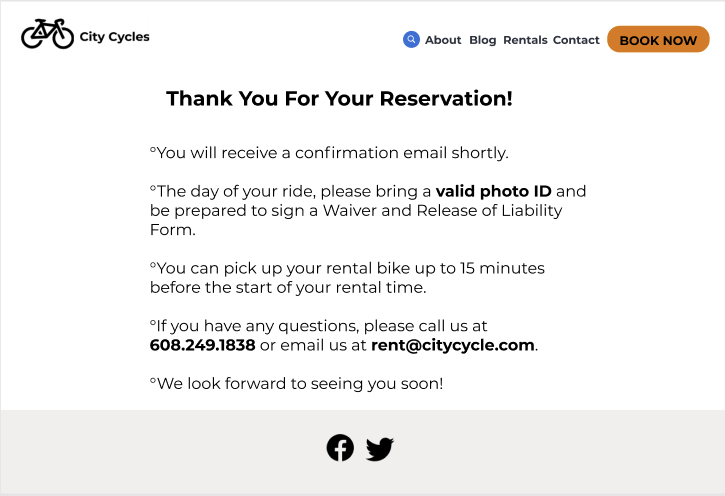 City Cycles
About Blog Rentals Contact BOOK NOW
Thank You For Your Reservation!
°You will receive a confirmation email shortly.
°The day of your ride, please bring a valid photo ID and
be prepared to sign a Waiver and Release of Liability
Form.
°You can pick up your rental bike up to 15 minutes
before the start of your rental time.
°If you have any questions, please call us at
608.249.1838 or email us at rent@citycycle.com.
°We look forward to seeing you soon!